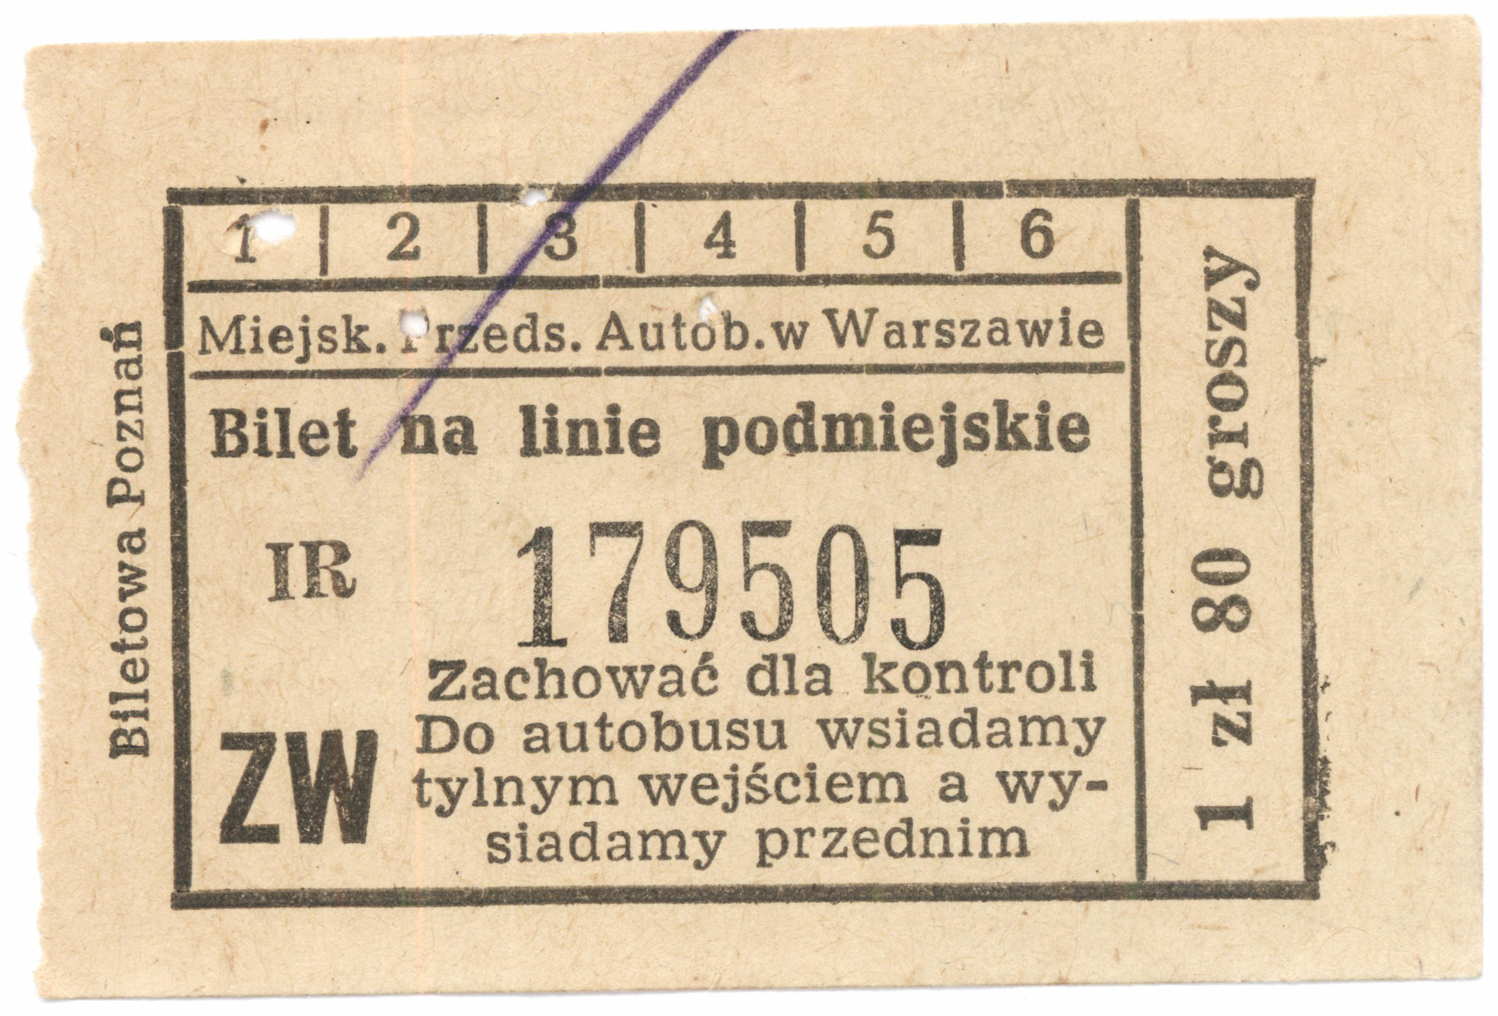 1 2 3 4 5 6
Miejsk. Przeds. Autob. w Warszawie
Bilet na linie podmiejskie
IR 179505
Zachować dla kontroli
Do autobusu wsiadamy
tylnym wejściem a wy-
siadamy przednim
ZW
1 zł 80 groszy
Biletowa Poznań